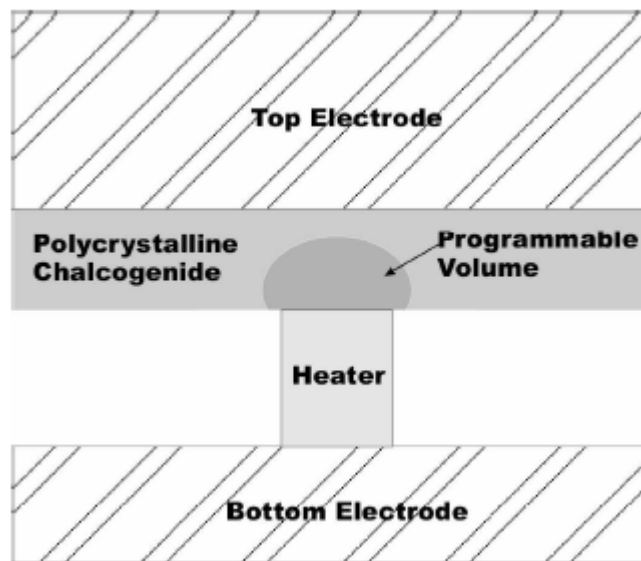 Top Electrode
Polycrystalline
Chalcogenide
Programmable
Volume
Heater
Bottom Electrode